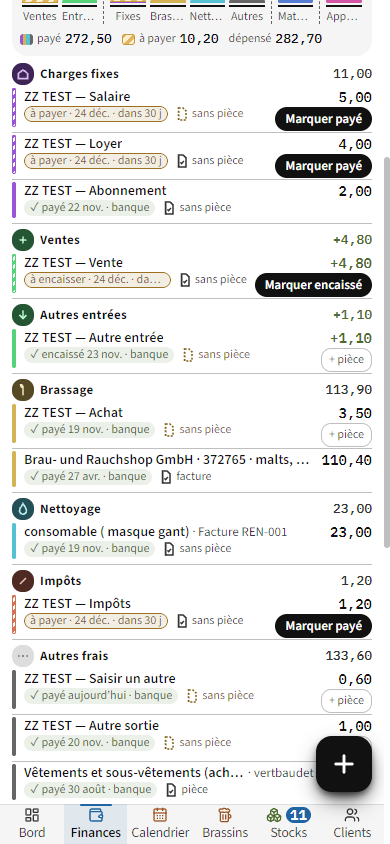 Ventes Entr… Fixes Bras… Nett… Autres Mat… App…
payé 272,50 à payer 10,20 dépensé 282,70
Charges fixes 11,00
ZZ TEST — Salaire 5,00
à payer · 24 déc. · dans 30 j sans pièce Marquer payé
ZZ TEST — Loyer 4,00
à payer · 24 déc. · dans 30 j sans pièce Marquer payé
ZZ TEST — Abonnement 2,00
✓ payé 22 nov. · banque sans pièce
Ventes +4,80
ZZ TEST — Vente +4,80
à encaisser · 24 déc. · da… sans pièce Marquer encaissé
Autres entrées +1,10
ZZ TEST — Autre entrée +1,10
✓ encaissé 23 nov. · banque sans pièce + pièce
Brassage 113,90
ZZ TEST — Achat 3,50
✓ payé 19 nov. · banque sans pièce + pièce
Brau- und Rauchshop GmbH · 372765 · malts, … 110,40
✓ payé 27 avr. · banque facture
Nettoyage 23,00
consomable ( masque gant) · Facture REN-001 23,00
✓ payé 19 nov. · banque sans pièce
Impôts 1,20
ZZ TEST — Impôts 1,20
à payer · 24 déc. · dans 30 j sans pièce Marquer payé
Autres frais 133,60
ZZ TEST — Saisir un autre 0,60
✓ payé aujourd'hui · banque sans pièce + pièce
ZZ TEST — Autre sortie 1,00
✓ payé 20 nov. · banque sans pièce
Vêtements et sous-vêtements (ach… · vertbaudet
✓ payé 30 août · banque pièce
Bord Finances Calendrier Brassins Stocks 11 Clients